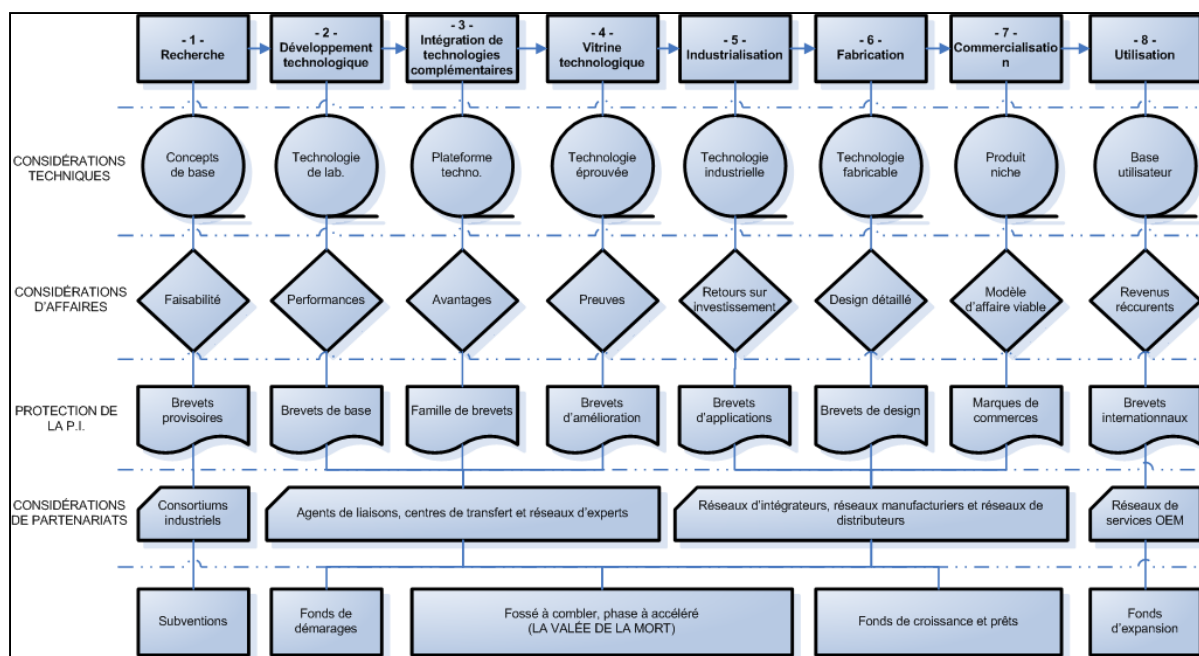 - 1 -
Recherche
- 2 -
Développement
technologique
- 3 -
Intégration de
technologies
complémentaires
- 4 -
Vitrine
technologique
- 5 -
Industrialisation
- 6 -
Fabrication
- 7 -
Commercialisatio
n
- 8 -
Utilisation
CONSIDÉRATIONS
TECHNIQUES
Concepts
de base
Technologie
de lab.
Plateforme
techno.
Technologie
éprouvée
Technologie
industrielle
Technologie
fabricable
Produit
niche
Base
utilisateur
CONSIDÉRATIONS
D'AFFAIRES
Faisabilité
Performances
Avantages
Preuves
Retours sur
investissement
Design détaillé
Modèle
d'affaire viable
Revenus
réccurents
PROTECTION DE
LA P.I.
Brevets
provisoires
Brevets de base
Famille de brevets
Brevets
d'amélioration
Brevets
d'applications
Brevets de design
Marques de
commerces
Brevets
internationnaux
CONSIDÉRATIONS
DE PARTENARIATS
Consortiums
industriels
Agents de liaisons, centres de transfert et réseaux d'experts
Réseaux d'intégrateurs, réseaux manufacturiers et réseaux de
distributeurs
Réseaux de
services OEM
Subventions
Fonds de
démarages
Fossé à combler, phase à accéléré
(LA VALÉE DE LA MORT)
Fonds de croissance et prêts
Fonds
d'expansion